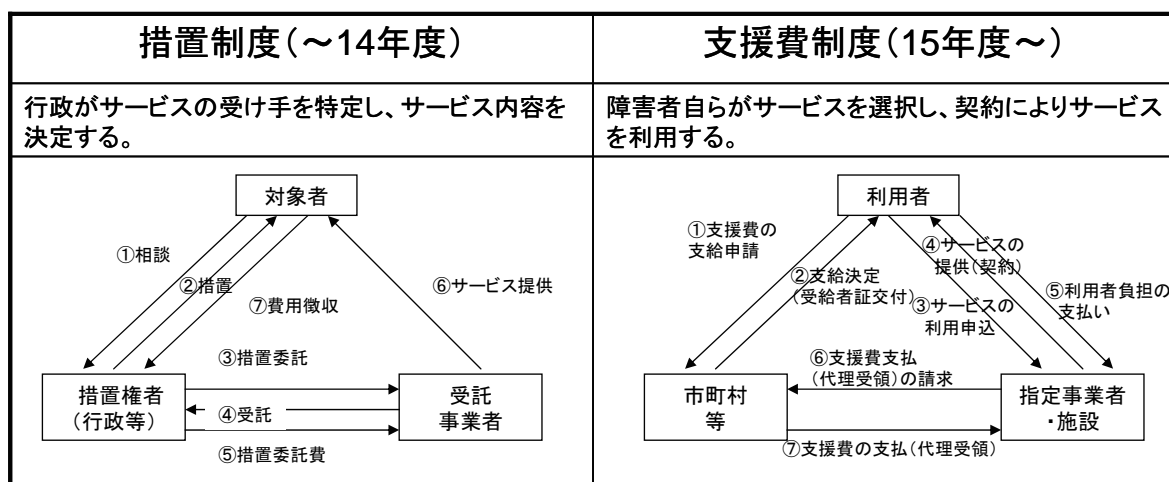 措置制度(～14年度)
行政がサービスの受け手を特定し、サービス内容を
決定する。
対象者
①相談
②措置
⑦費用徴収
⑥サービス提供
③措置委託
措置権者
(行政等)
④受託
受託
事業者
⑤措置委託費
支援費制度(15年度～)
障害者自らがサービスを選択し、契約によりサービス
を利用する。
利用者
①支援費の
支給申請
②支給決定
(受給者証交付)
④サービスの
提供(契約)
③サービスの
利用申込
⑤利用者負担の
支払い
⑥支援費支払
(代理受領)の請求
市町村
等
指定事業者
・施設
⑦支援費の支払(代理受領)